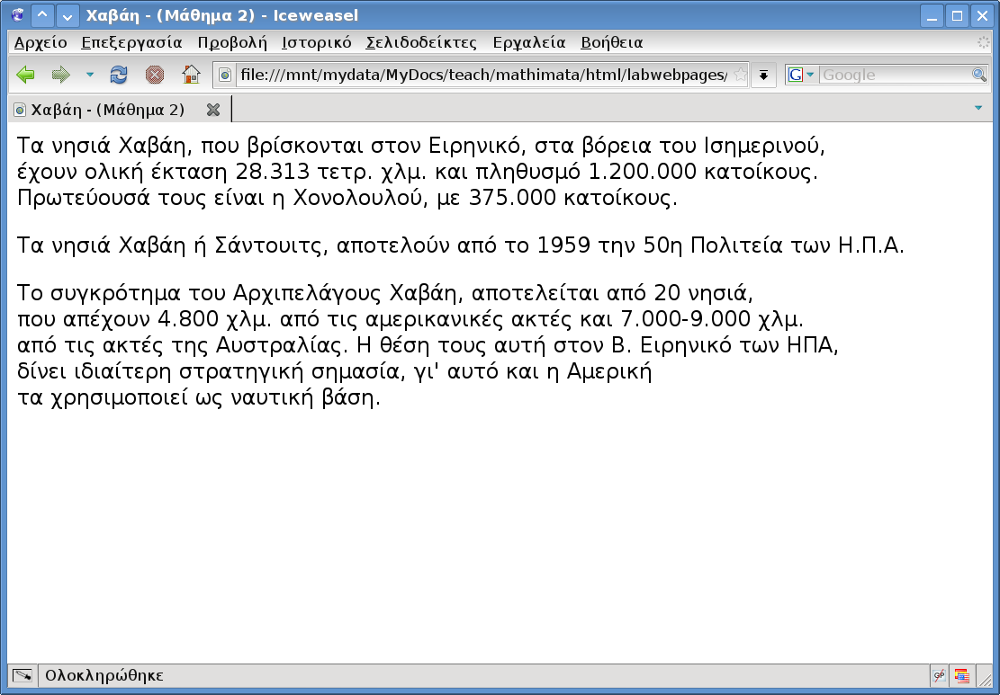 Χαβάη - (Μάθημα 2) - Iceweasel
Αρχείο Επεξεργασία Προβολή Ιστορικό Σελιδοδείκτες Εργαλεία Βοήθεια
file:///mnt/mydata/MyDocs/teach/mathimata/html/labwebpages/ G Google
Χαβάη - (Μάθημα 2)
Τα νησιά Χαβάη, που βρίσκονται στον Ειρηνικό, στα βόρεια του Ισημερινού,
έχουν ολική έκταση 28.313 τετρ. χλμ. και πληθυσμό 1.200.000 κατοίκους.
Πρωτεύουσά τους είναι η Χονολουλού, με 375.000 κατοίκους.
Τα νησιά Χαβάη ή Σάντουιτς, αποτελούν από το 1959 την 50η Πολιτεία των Η.Π.Α.
Το συγκρότημα του Αρχιπελάγους Χαβάη, αποτελείται από 20 νησιά,
που απέχουν 4.800 χλμ. από τις αμερικανικές ακτές και 7.000-9.000 χλμ.
από τις ακτές της Αυστραλίας. Η θέση τους αυτή στον Β. Ειρηνικό των ΗΠΑ,
δίνει ιδιαίτερη στρατηγική σημασία, γι' αυτό και η Αμερική
τα χρησιμοποιεί ως ναυτική βάση.
Ολοκληρώθηκε